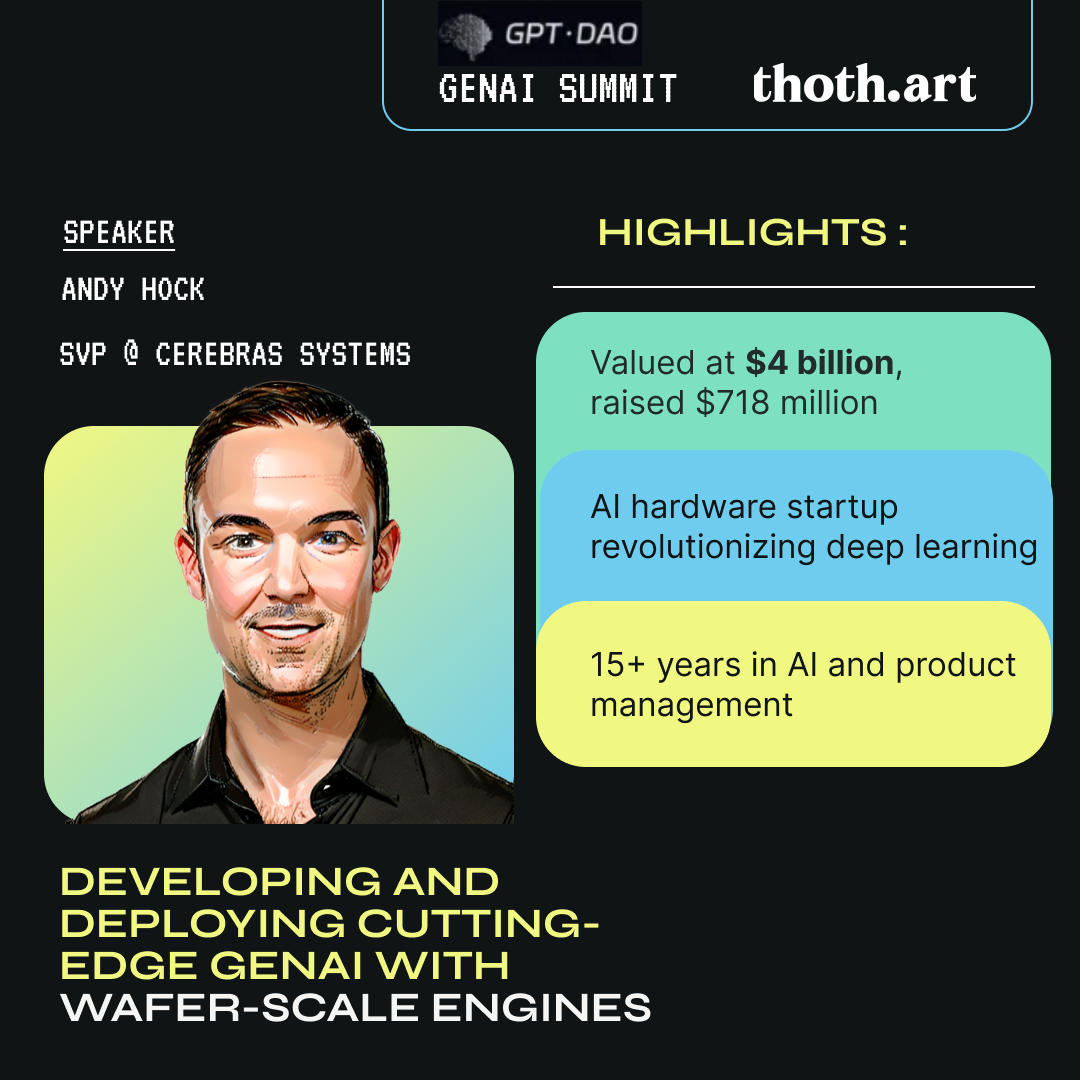 GPT·DAO
GENAI SUMMIT
thoth.art
SPEAKER
ANDY HOCK
SVP @ CEREBRAS SYSTEMS
HIGHLIGHTS :
Valued at $4 billion,
raised $718 million
AI hardware startup
revolutionizing deep learning
15+ years in AI and product
management
DEVELOPING AND
DEPLOYING CUTTING-
EDGE GENAI WITH
WAFER-SCALE ENGINES